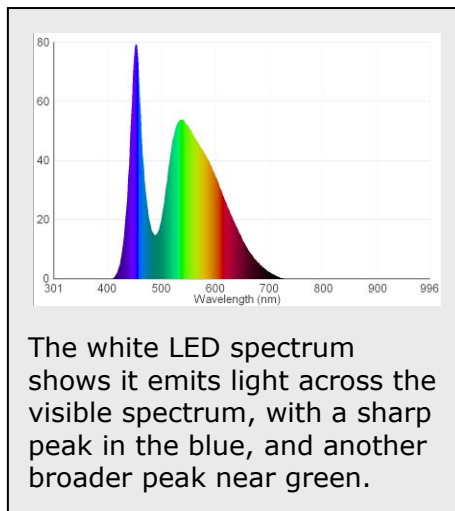 80
60
40
20
0
301 400 500 600 700 800 900 996
Wavelength (nm)
The white LED spectrum
shows it emits light across the
visible spectrum, with a sharp
peak in the blue, and another
broader peak near green.